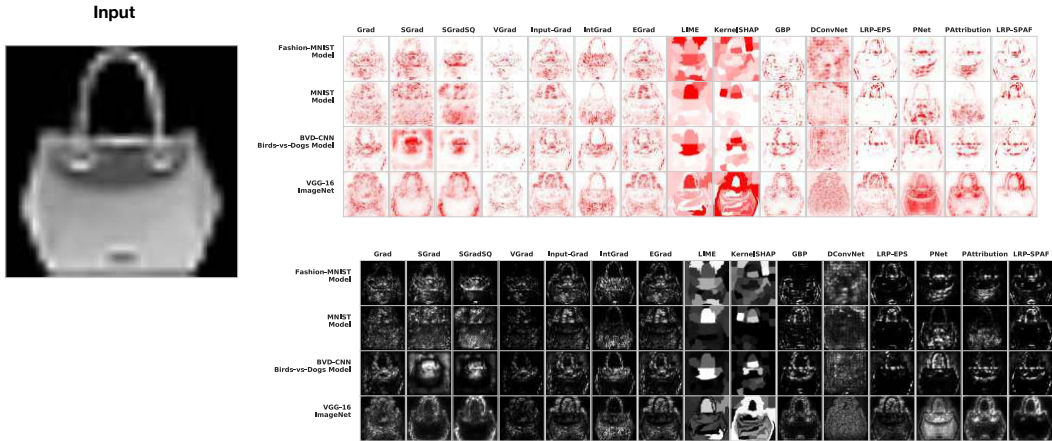 Input
Grad SGrad SGradSQ VGrad Input-Grad IntGrad EGrad LIME KernelSHAP GBP DConvNet LRP-EPS PNet PAttribution LRP-SPAF
Fashion-MNIST
Model
MNIST
Model
BVD-CNN
Birds-vs-Dogs Model
VGG-16
ImageNet
Grad SGrad SGradSQ VGrad Input-Grad IntGrad EGrad LIME KernelSHAP GBP DConvNet LRP-EPS PNet PAttribution LRP-SPAF
Fashion-MNIST
Model
MNIST
Model
BVD-CNN
Birds-vs-Dogs Model
VGG-16
ImageNet